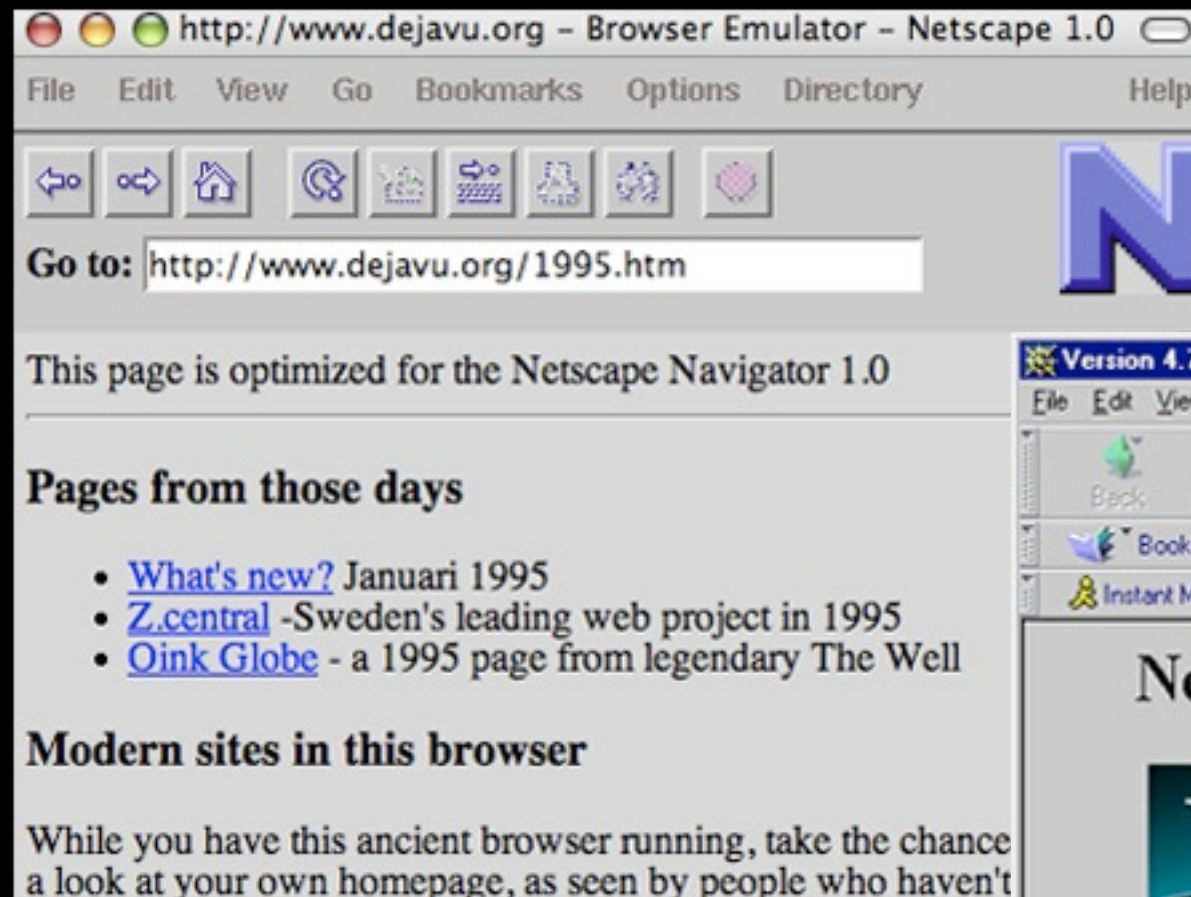 http://www.dejavu.org – Browser Emulator – Netscape 1.0
File Edit View Go Bookmarks Options Directory Help
N
Go to: http://www.dejavu.org/1995.htm
This page is optimized for the Netscape Navigator 1.0
Pages from those days
• What's new? Januari 1995
• Z.central -Sweden's leading web project in 1995
• Oink Globe - a 1995 page from legendary The Well
Modern sites in this browser
While you have this ancient browser running, take the chance
a look at your own homepage, as seen by people who haven't
Version 4.
File Edit
Back
Instant